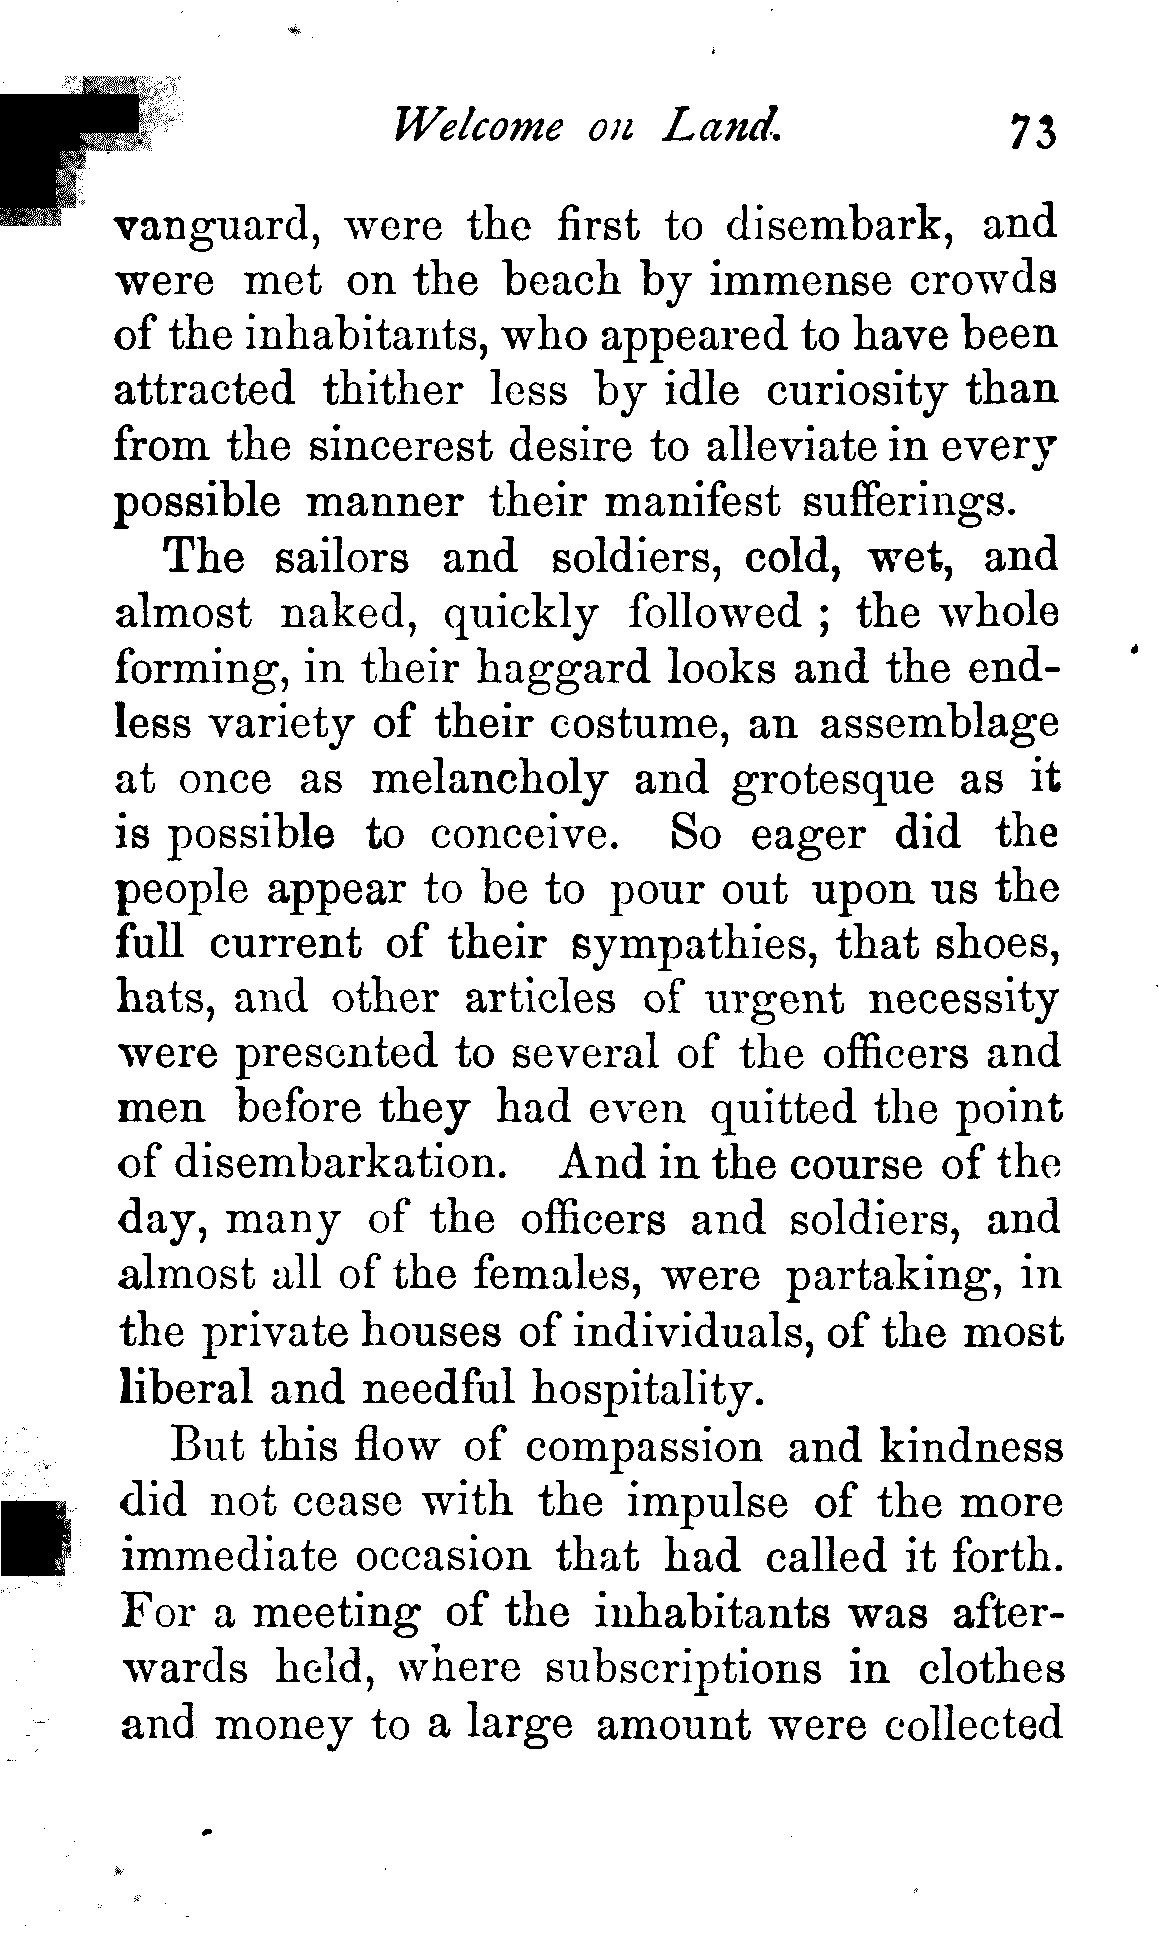 Welcome on Land. 73
vanguard, were the first to disembark, and
were met on the beach by immense crowds
of the inhabitants, who appeared to have been
attracted thither less by idle curiosity than
from the sincerest desire to alleviate in every
possible manner their manifest sufferings.
The sailors and soldiers, cold, wet, and
almost naked, quickly followed ; the whole
forming, in their haggard looks and the end-
less variety of their costume, an assemblage
at once as melancholy and grotesque as it
is possible to conceive. So eager did the
people appear to be to pour out upon us the
full current of their sympathies, that shoes,
hats, and other articles of urgent necessity
were presented to several of the officers and
men before they had even quitted the point
of disembarkation. And in the course of the
day, many of the officers and soldiers, and
almost all of the females, were partaking, in
the private houses of individuals, of the most
liberal and needful hospitality.
But this flow of compassion and kindness
did not cease with the impulse of the more
immediate occasion that had called it forth.
For a meeting of the inhabitants was after-
wards held, where subscriptions in clothes
and money to a large amount were collected